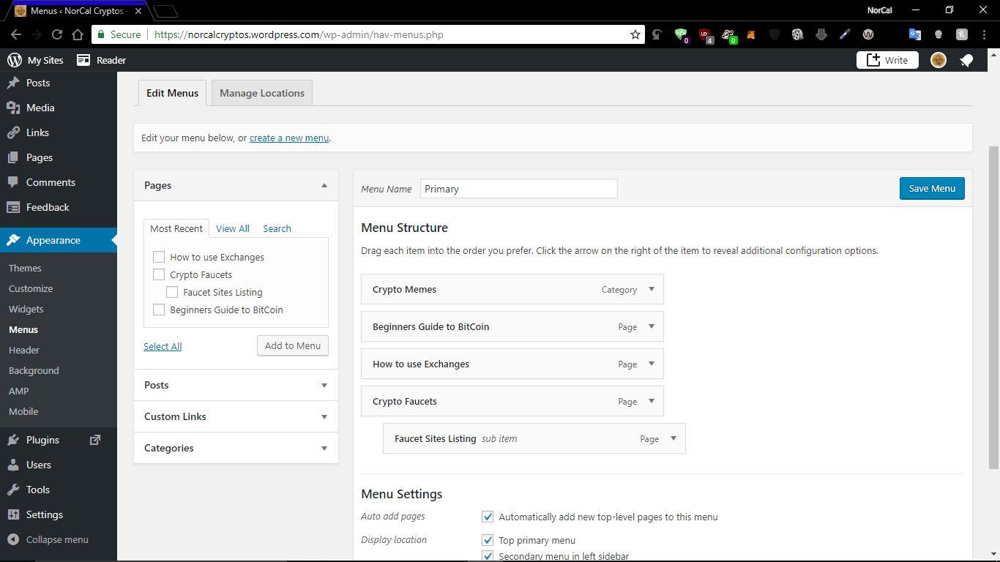 Menus ‹ NorCal Cryptos -
NorCal
Secure
https://norcalcryptos.wordpress.com/wp-admin/nav-menus.php
0
4
0
My Sites
Reader
Write
Posts
Media
Links
Pages
Comments
Feedback
Appearance
Themes
Customize
Widgets
Menus
Header
Background
AMP
Mobile
Plugins
Users
Tools
Settings
Collapse menu
Edit Menus
Manage Locations
Edit your menu below, or create a new menu.
Pages
Most Recent View All Search
How to use Exchanges
Crypto Faucets
Faucet Sites Listing
Beginners Guide to BitCoin
Select All
Add to Menu
Posts
Custom Links
Categories
Menu Name Primary
Save Menu
Menu Structure
Drag each item into the order you prefer. Click the arrow on the right of the item to reveal additional configuration options.
Crypto Memes Category
Beginners Guide to BitCoin Page
How to use Exchanges Page
Crypto Faucets Page
Faucet Sites Listing sub item Page
Menu Settings
Auto add pages Automatically add new top-level pages to this menu
Display location Top primary menu
Secondary menu in left sidebar